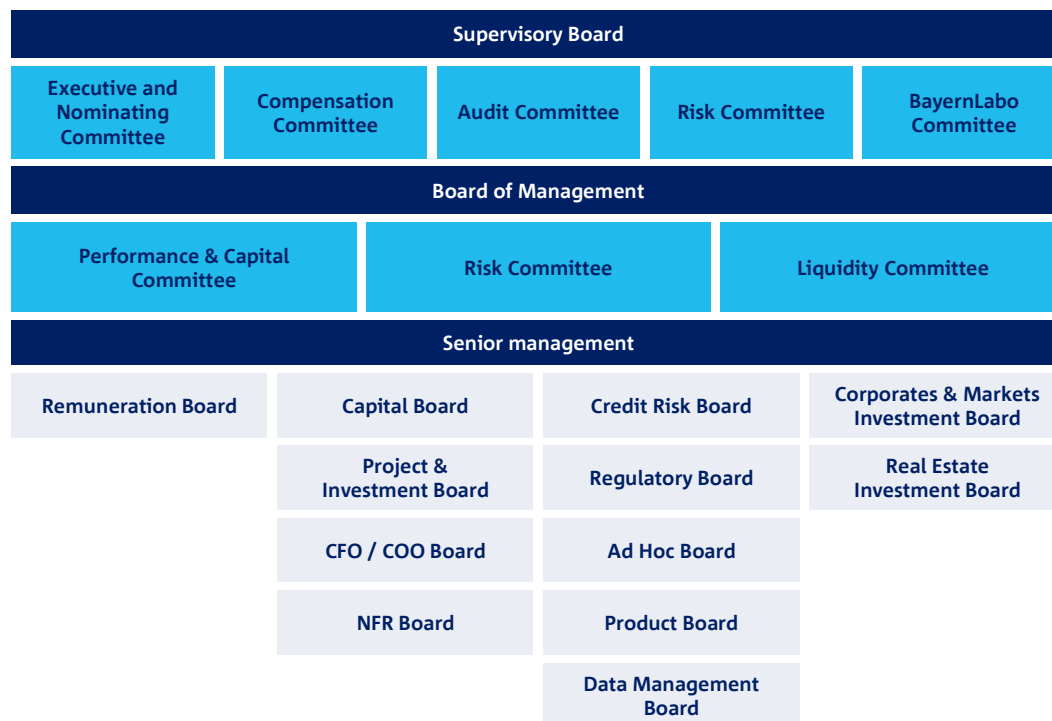 Supervisory Board
Executive and
Nominating
Committee
Compensation
Committee
Audit Committee
Risk Committee
BayernLabo
Committee
Board of Management
Performance & Capital
Committee
Risk Committee
Liquidity Committee
Senior management
Remuneration Board
Capital Board
Credit Risk Board
Corporates & Markets
Investment Board
Project &
Investment Board
Regulatory Board
Real Estate
Investment Board
CFO / COO Board
Ad Hoc Board
NFR Board
Product Board
Data Management
Board